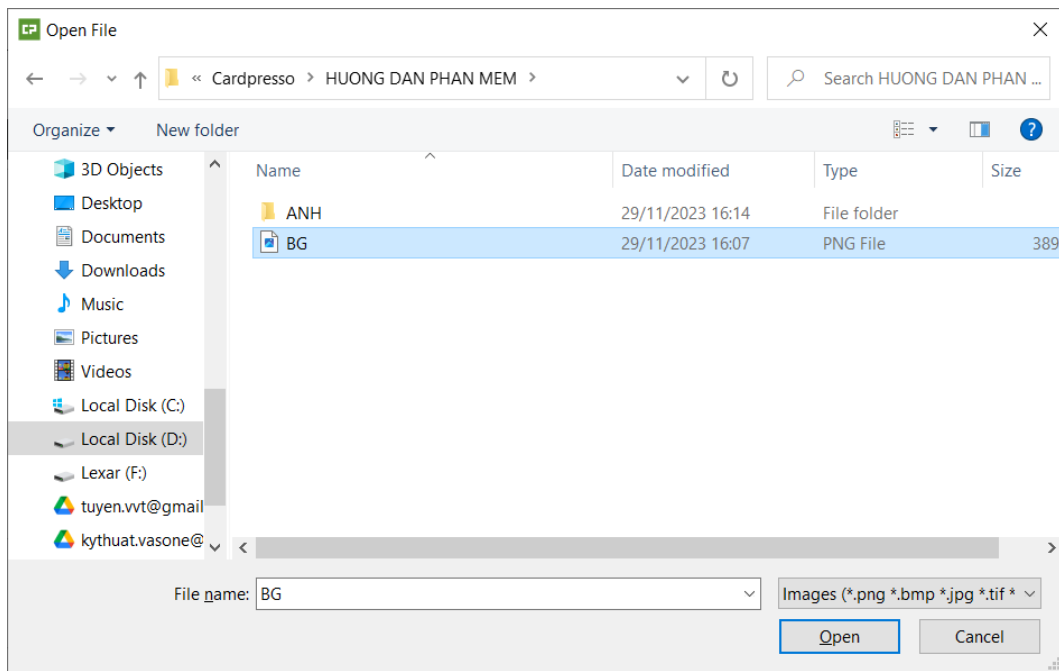 CP Open File
« Cardpresso > HUONG DAN PHAN MEM > Search HUONG DAN PHAN ...
Organize New folder ?
3D Objects
Desktop
Documents
Downloads
Music
Pictures
Videos
Local Disk (C:)
Local Disk (D:)
Lexar (F:)
tuyen.vvt@gmail
kythuat.vasone@
Name Date modified Type Size
ANH 29/11/2023 16:14 File folder
BG 29/11/2023 16:07 PNG File 389
File name: BG Images (*.png *.bmp *.jpg *.tif *
Open Cancel